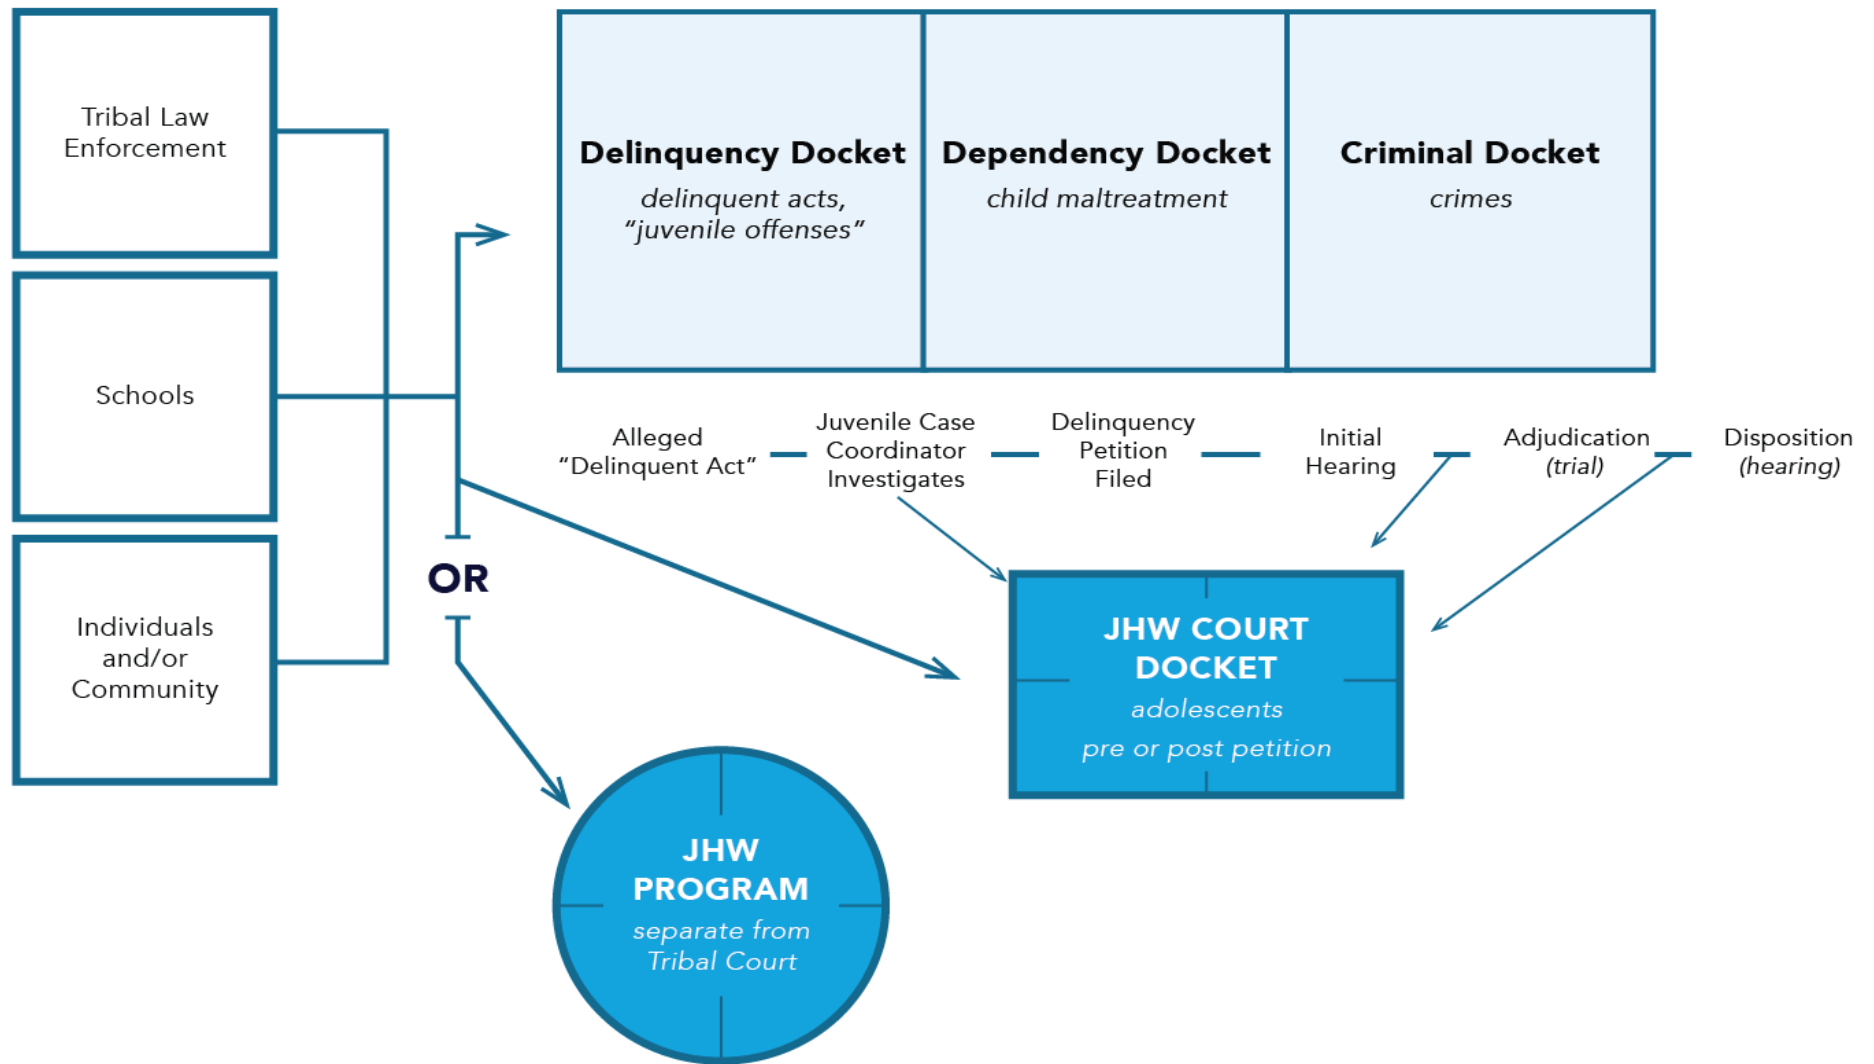 Tribal Law
Enforcement
Schools
Individuals
and/or
Community
OR
Delinquency Docket
delinquent acts,
“juvenile offenses”
Dependency Docket
child maltreatment
Criminal Docket
crimes
Alleged
“Delinquent Act”
Juvenile Case
Coordinator
Investigates
Delinquency
Petition
Filed
Initial
Hearing
Adjudication
(trial)
Disposition
(hearing)
JHW COURT
DOCKET
adolescents
pre or post petition
JHW
PROGRAM
separate from
Tribal Court